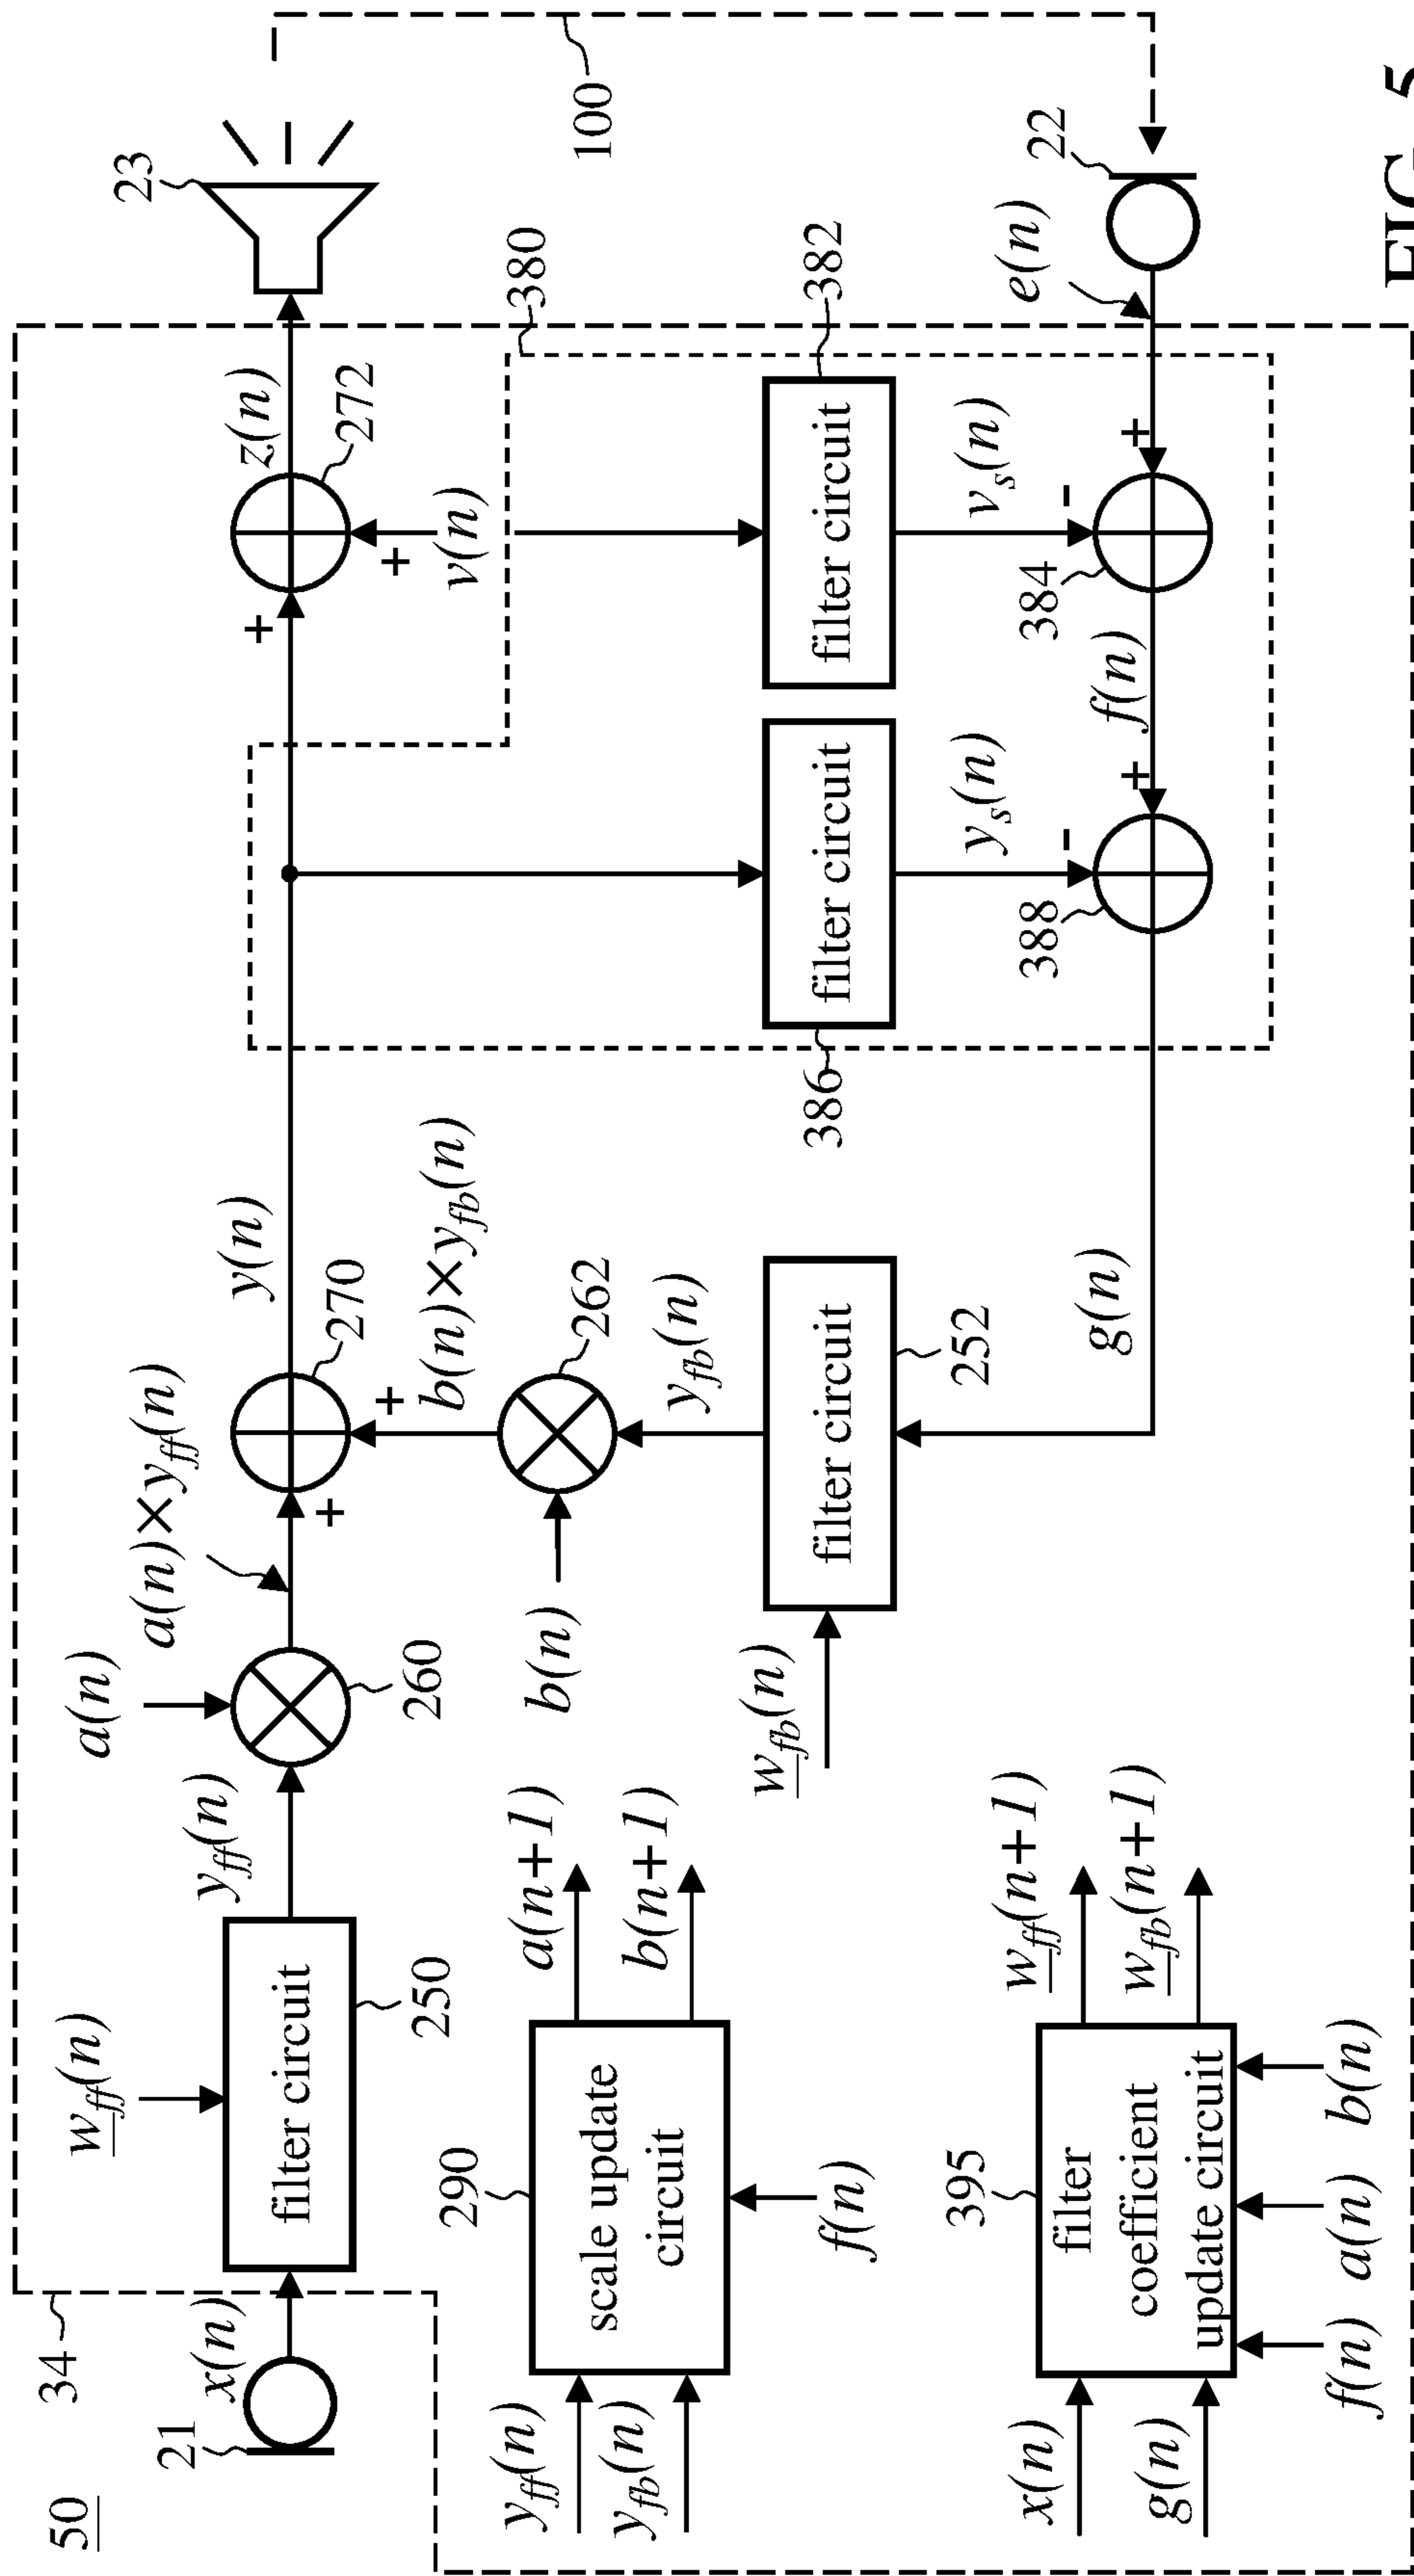 50
34
21
x(n)
w_ff(n)
filter circuit
250
y_ff(n)
a(n)
260
a(n)×y_ff(n)
+
270
y(n)
+
b(n)×y_fb(n)
262
b(n)
y_fb(n)
filter circuit
252
w_fb(n)
g(n)
+
z(n)
272
+
v(n)
23
100
380
filter circuit
382
v_s(n)
-
+
384
e(n)
22
f(n)
filter circuit
386
y_s(n)
-
+
388
y_ff(n)
y_fb(n)
290
scale update
circuit
f(n)
a(n+1)
b(n+1)
x(n)
g(n)
395
filter
coefficient
update circuit
f(n)
a(n)
b(n)
w_ff(n+1)
w_fb(n+1)
FIG. 5